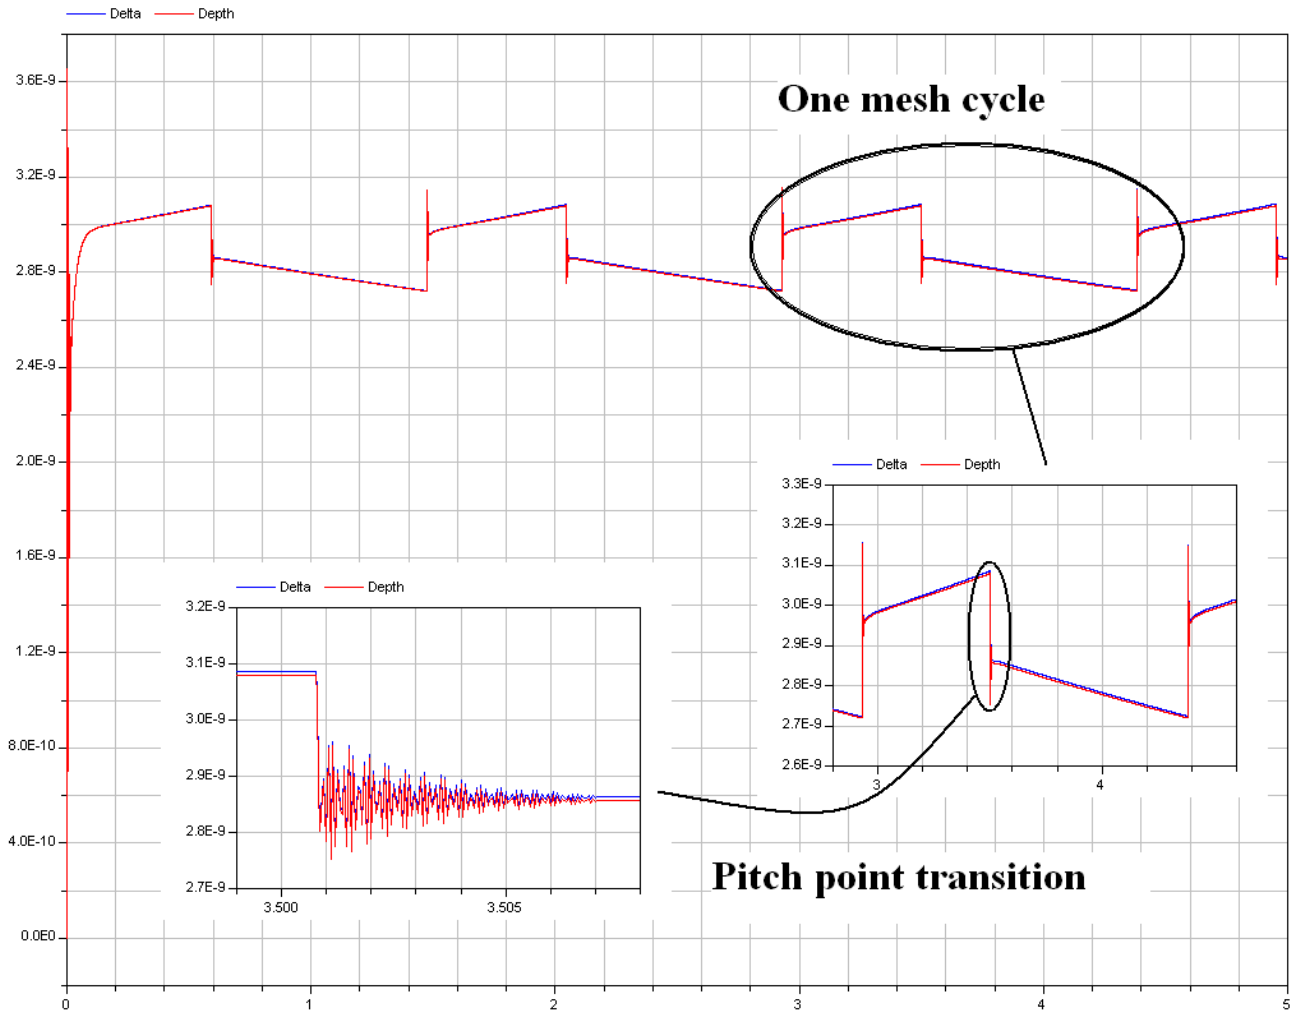 Delta Depth
3.6E-9
One mesh cycle
3.2E-9
2.8E-9
2.4E-9
2.0E-9
Delta Depth
3.3E-9
3.2E-9
3.1E-9
3.0E-9
2.9E-9
2.8E-9
2.7E-9
2.6E-9
3 4
1.6E-9
Delta Depth
3.2E-9
3.1E-9
3.0E-9
2.9E-9
2.8E-9
2.7E-9
3.500 3.505
1.2E-9
8.0E-10
4.0E-10
Pitch point transition
0.0E0
0 1 2 3 4 5